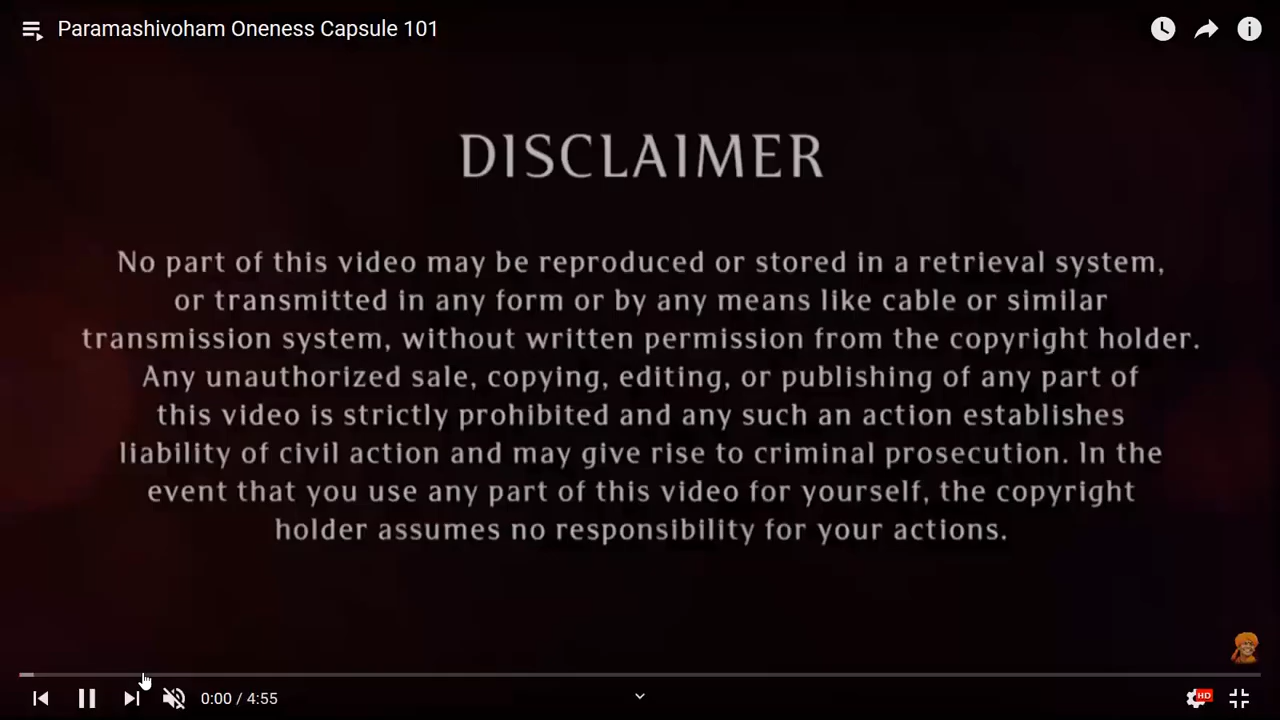 Paramashivoham Oneness Capsule 101
DISCLAIMER
No part of this video may be reproduced or stored in a retrieval system,
or transmitted in any form or by any means like cable or similar
transmission system, without written permission from the copyright holder.
Any unauthorized sale, copying, editing, or publishing of any part of
this video is strictly prohibited and any such an action establishes
liability of civil action and may give rise to criminal prosecution. In the
event that you use any part of this video for yourself, the copyright
holder assumes no responsibility for your actions.
0:00 / 4:55
HD